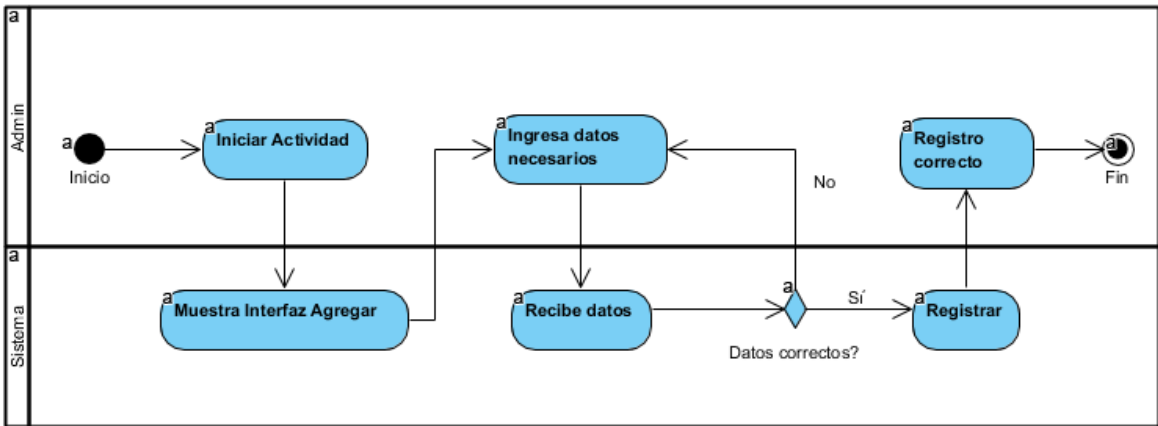 a
Admin
a
Inicio
a
Iniciar Actividad
a
Ingresa datos
necesarios
No
a
Registro
correcto
a
Fin
a
Sistema
a
Muestra Interfaz Agregar
a
Recibe datos
a
Datos correctos?
Sí
a
Registrar